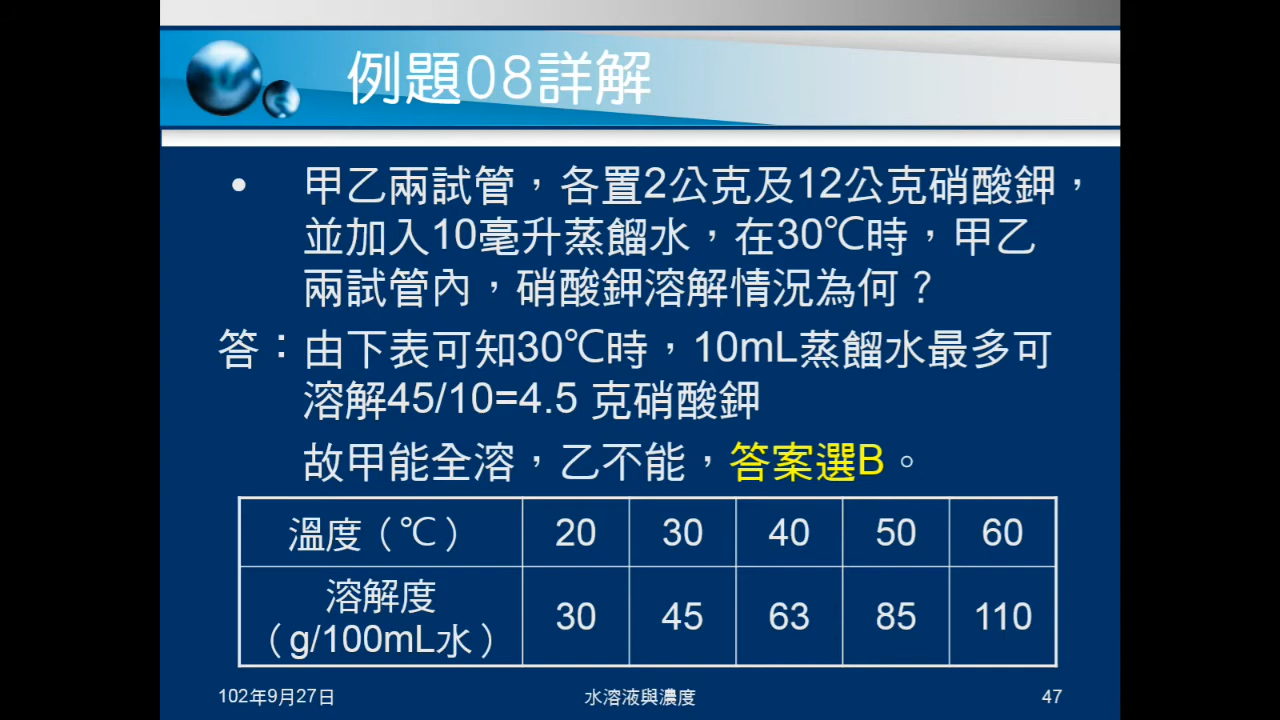 例題08詳解
• 甲乙兩試管，各置2公克及12公克硝酸鉀，
並加入10毫升蒸餾水，在30℃時，甲乙
兩試管內，硝酸鉀溶解情況為何？
答：由下表可知30℃時，10mL蒸餾水最多可
溶解45/10=4.5 克硝酸鉀
故甲能全溶，乙不能，答案選B。
溫度（℃） 20 30 40 50 60
溶解度
（g/100mL水） 30 45 63 85 110
102年9月27日 水溶液與濃度 47